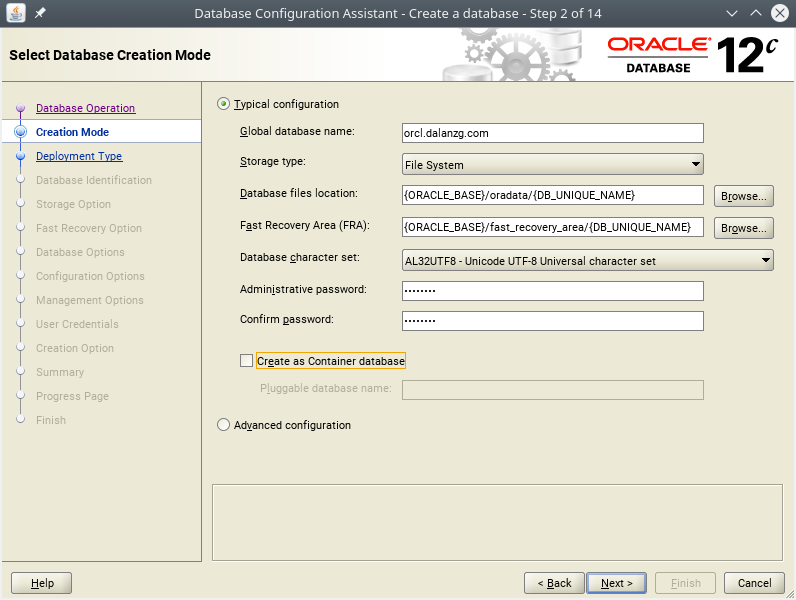 Database Configuration Assistant - Create a database - Step 2 of 14
Select Database Creation Mode
ORACLE
DATABASE
12c
Database Operation
Creation Mode
Deployment Type
Database Identification
Storage Option
Fast Recovery Option
Database Options
Configuration Options
Management Options
User Credentials
Creation Option
Summary
Progress Page
Finish
Typical configuration
Global database name: orcl.dalanzg.com
Storage type: File System
Database files location: {ORACLE_BASE}/oradata/{DB_UNIQUE_NAME} Browse...
Fast Recovery Area (FRA): {ORACLE_BASE}/fast_recovery_area/{DB_UNIQUE_NAME} Browse...
Database character set: AL32UTF8 - Unicode UTF-8 Universal character set
Administrative password: ••••••••
Confirm password: ••••••••
Create as Container database
Pluggable database name:
Advanced configuration
Help < Back Next > Finish Cancel